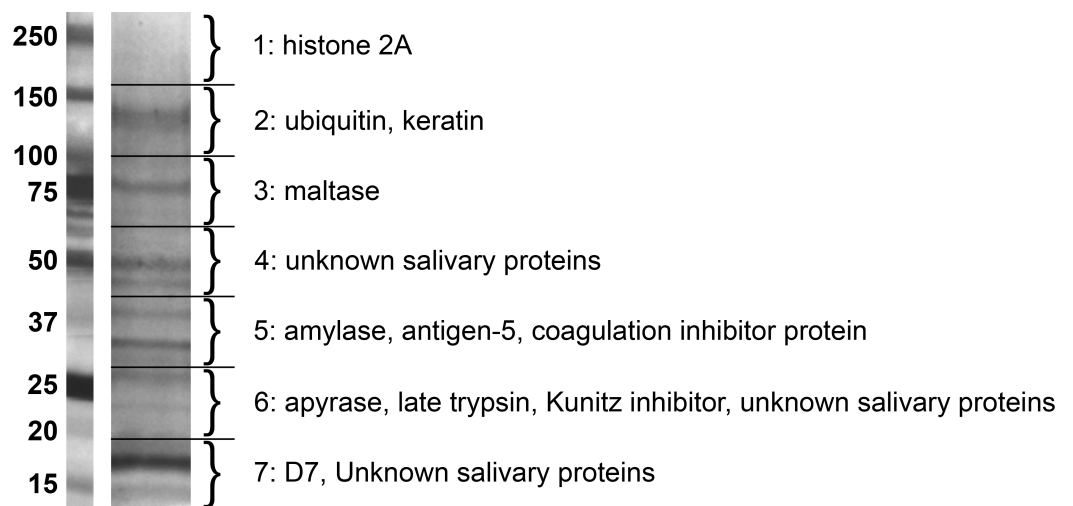 250
1: histone 2A
150
2: ubiquitin, keratin
100
75
3: maltase
50
4: unknown salivary proteins
37
5: amylase, antigen-5, coagulation inhibitor protein
25
6: apyrase, late trypsin, Kunitz inhibitor, unknown salivary proteins
20
7: D7, Unknown salivary proteins
15